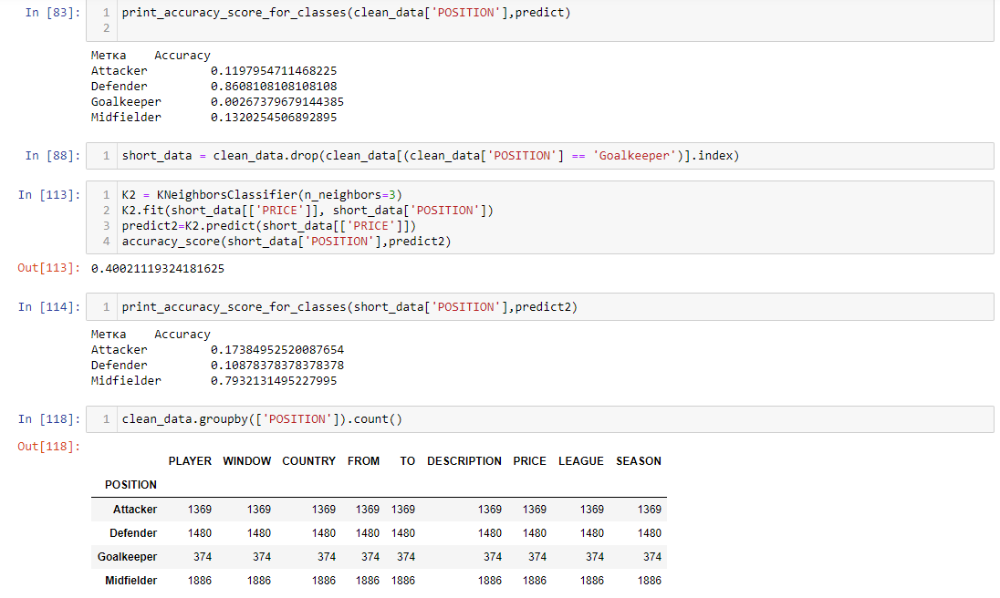 In [83]: 1 print_accuracy_score_for_classes(clean_data['POSITION'],predict)
2
Метка Accuracy
Attacker 0.1197954711468225
Defender 0.8608108108108108
Goalkeeper 0.00267379679144385
Midfielder 0.1320254506892895
In [88]: 1 short_data = clean_data.drop(clean_data[(clean_data['POSITION'] == 'Goalkeeper')].index)
In [113]: 1 K2 = KNeighborsClassifier(n_neighbors=3)
2 K2.fit(short_data[['PRICE']], short_data['POSITION'])
3 predict2=K2.predict(short_data[['PRICE']])
4 accuracy_score(short_data['POSITION'],predict2)
Out[113]: 0.40021119324181625
In [114]: 1 print_accuracy_score_for_classes(short_data['POSITION'],predict2)
Метка Accuracy
Attacker 0.17384952520087654
Defender 0.10878378378378378
Midfielder 0.7932131495227995
In [118]: 1 clean_data.groupby(['POSITION']).count()
Out[118]:
PLAYER WINDOW COUNTRY FROM TO DESCRIPTION PRICE LEAGUE SEASON
POSITION
Attacker 1369 1369 1369 1369 1369 1369 1369 1369 1369
Defender 1480 1480 1480 1480 1480 1480 1480 1480 1480
Goalkeeper 374 374 374 374 374 374 374 374 374
Midfielder 1886 1886 1886 1886 1886 1886 1886 1886 1886